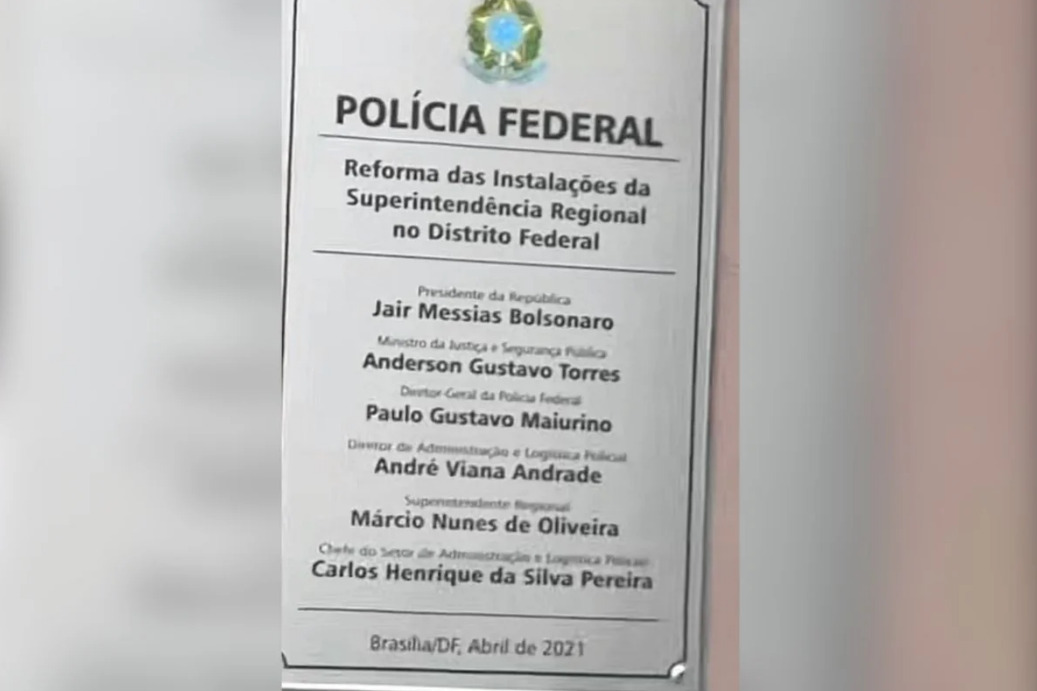 POLÍCIA FEDERAL
Reforma das Instalações da
Superintendência Regional
no Distrito Federal
Presidente da República
Jair Messias Bolsonaro
Ministro da Justiça e Segurança Pública
Anderson Gustavo Torres
Diretor-Geral da Polícia Federal
Paulo Gustavo Maiurino
Diretor de Administração e Logística Policial
André Viana Andrade
Superintendente Regional
Márcio Nunes de Oliveira
Chefe do Setor de Administração e Logística Policial
Carlos Henrique da Silva Pereira
Brasília/DF, Abril de 2021